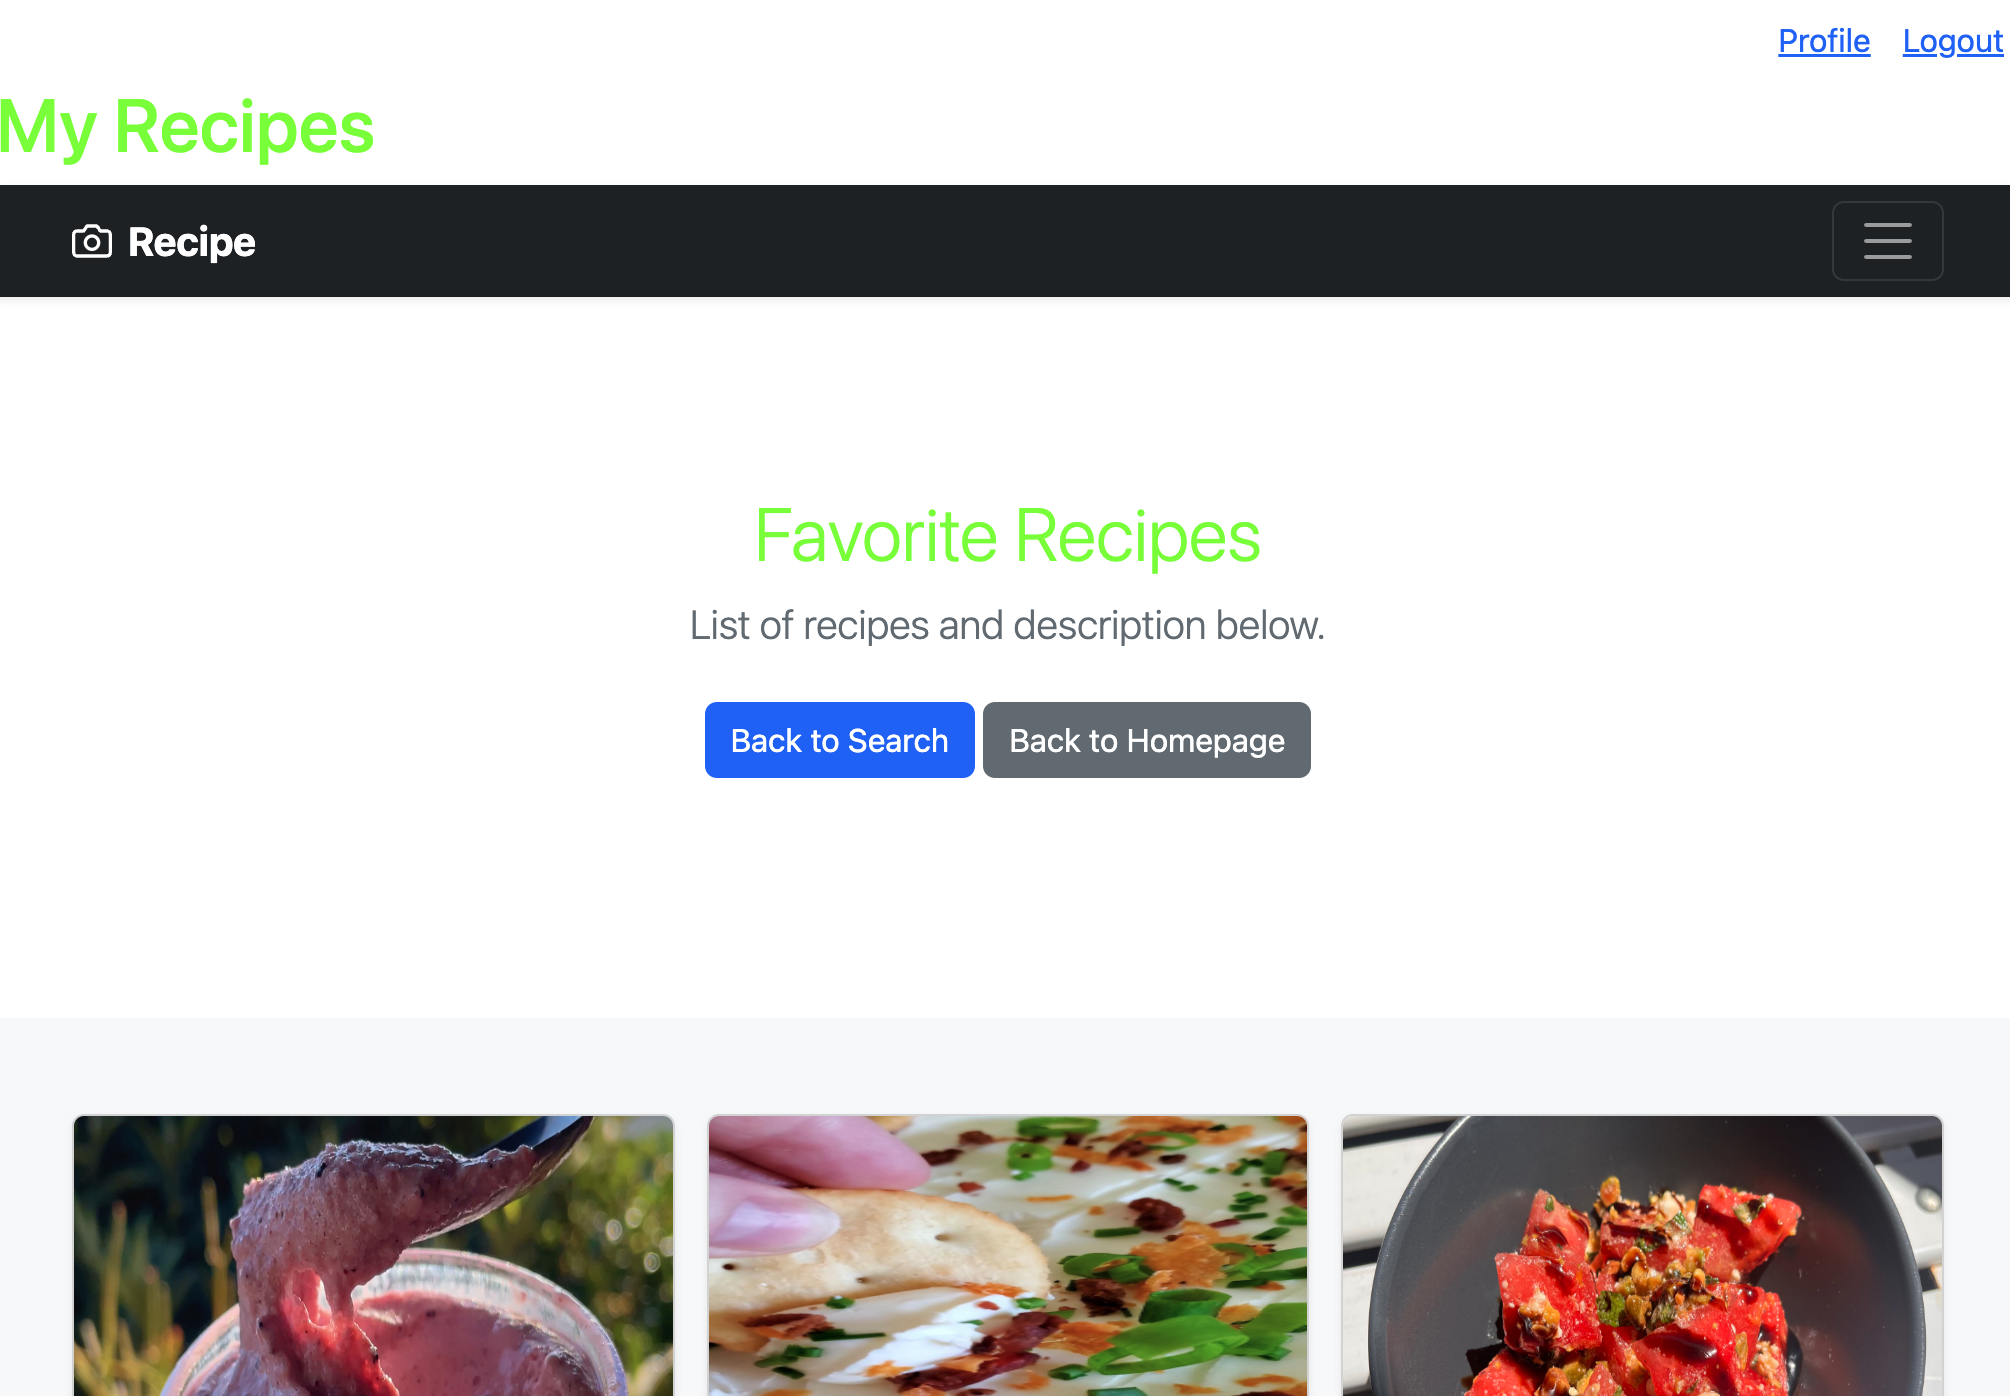 Profile Logout
My Recipes
Recipe
Favorite Recipes
List of recipes and description below.
Back to Search Back to Homepage